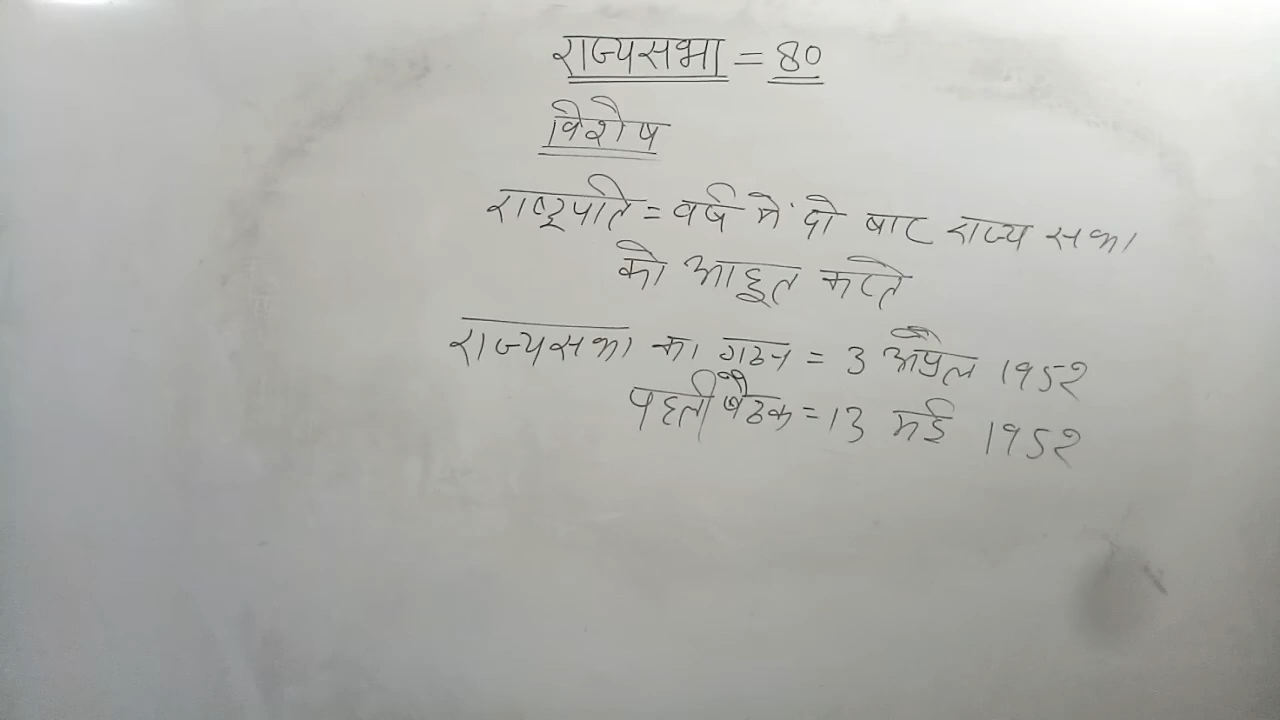 राज्यसभा = 80
विशेष
राष्ट्रपति = वर्ष में दो बार राज्य सभा
को आहूत करते
राज्यसभा का गठन = 3 अप्रैल 1952
पहली बैठक = 13 मई 1952